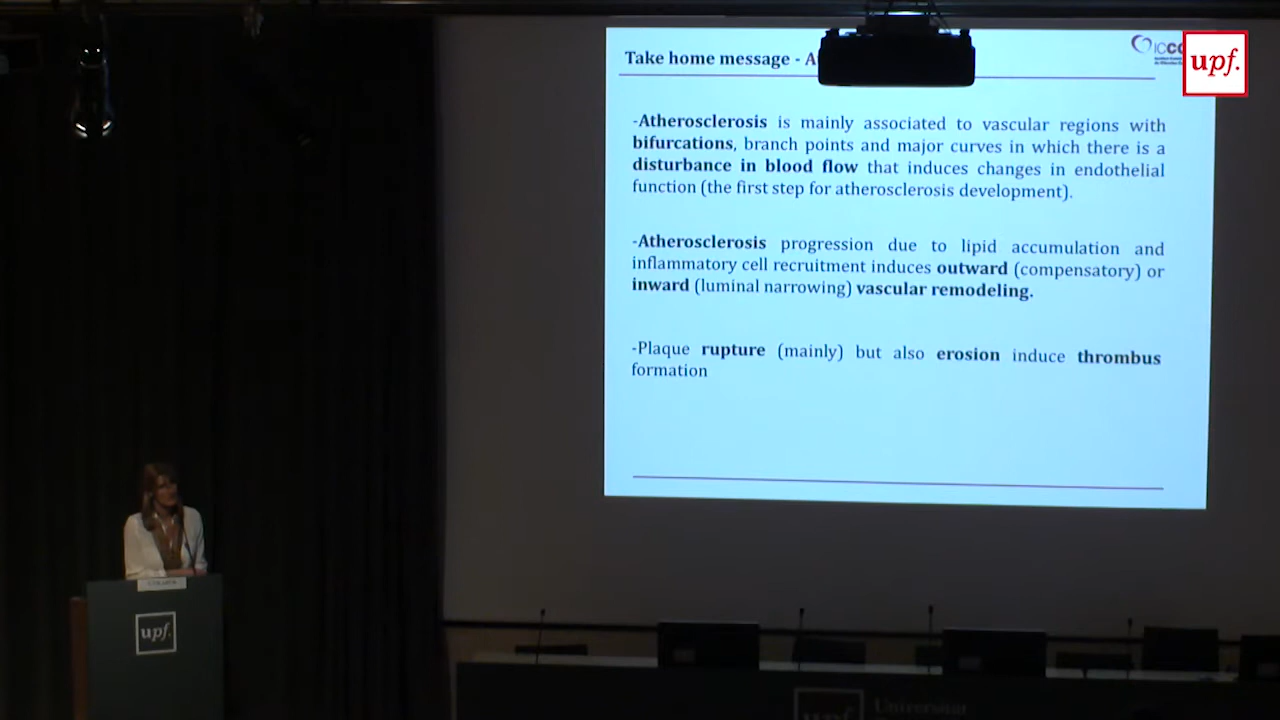 Take home message - A
ICCC
upf.
-Atherosclerosis is mainly associated to vascular regions with
bifurcations, branch points and major curves in which there is a
disturbance in blood flow that induces changes in endothelial
function (the first step for atherosclerosis development).
-Atherosclerosis progression due to lipid accumulation and
inflammatory cell recruitment induces outward (compensatory) or
inward (luminal narrowing) vascular remodeling.
-Plaque rupture (mainly) but also erosion induce thrombus
formation
upf.
upf.
Universitat